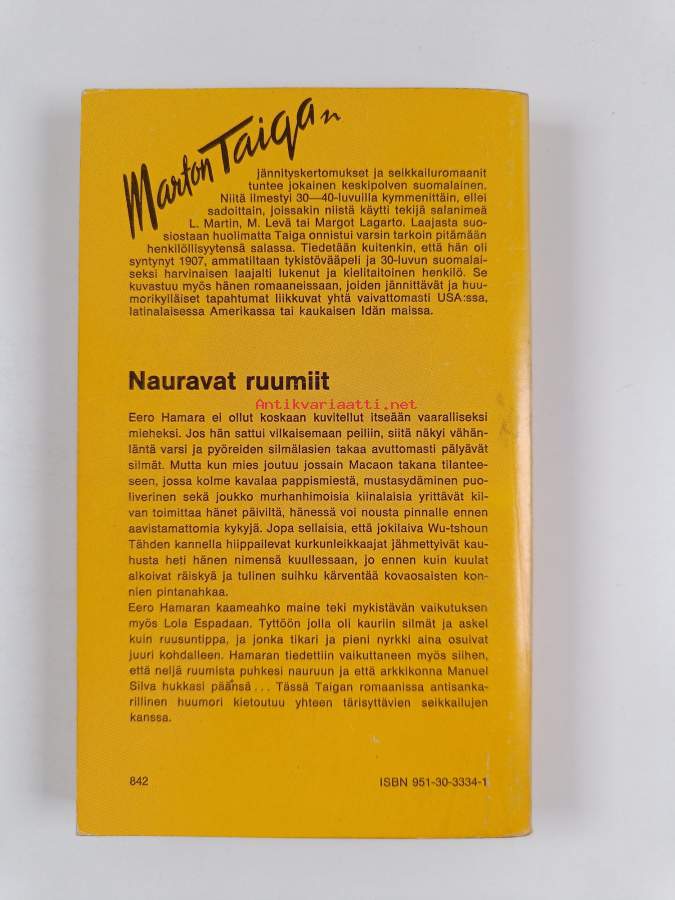 Marton Taigan
jännityskertomukset ja seikkailuromaanit
tuntee jokainen keskipolven suomalainen.
Niitä ilmestyi 30—40-luvuilla kymmenittäin, ellei
sadoittain, joissakin niistä käytti tekijä salanimeä
L. Martin, M. Levä tai Margot Lagarto. Laajasta suo-
siostaan huolimatta Taiga onnistui varsin tarkoin pitämään
henkilöllisyytensä salassa. Tiedetään kuitenkin, että hän oli
syntynyt 1907, ammatiltaan tykistövääpeli ja 30-luvun suomalai-
seksi harvinaisen laajalti lukenut ja kielitaitoinen henkilö. Se
kuvastuu myös hänen romaaneissaan, joiden jännittävät ja huu-
morikylläiset tapahtumat liikkuvat yhtä vaivattomasti USA:ssa,
latinalaisessa Amerikassa tai kaukaisen Idän maissa.
Nauravat ruumiit
Antikvariaatti.net
Eero Hamara ei ollut koskaan kuvitellut itseään vaaralliseksi
mieheksi. Jos hän sattui vilkaisemaan peiliin, siitä näkyi vähän-
läntä varsi ja pyöreiden silmälasien takaa avuttomasti pälyävät
silmät. Mutta kun mies joutuu jossain Macaon takana tilantee-
seen, jossa kolme kavalaa pappismiestä, mustasydäminen puo-
liverinen sekä joukko murhanhimoisia kiinalaisia yrittävät kil-
van toimittaa hänet päiviltä, hänessä voi nousta pinnalle ennen
aavistamattomia kykyjä. Jopa sellaisia, että jokilaiva Wu-tshoun
Tähden kannella hiippailevat kurkunleikkaajat jähmettyivät kau-
husta heti hänen nimensä kuullessaan, jo ennen kuin kuulat
alkoivat räiskyä ja tulinen suihku kärventää kovaosaisten kon-
nien pintanahkaa.
Eero Hamaran kaameahko maine teki mykistävän vaikutuksen
myös Lola Espadaan. Tyttöön jolla oli kauriin silmät ja askel
kuin ruusuntippa, ja jonka tikari ja pieni nyrkki aina osuivat
juuri kohdalleen. Hamaran tiedettiin vaikuttaneen myös siihen,
että neljä ruumista puhkesi nauruun ja että arkkikonna Manuel
Silva hukkasi päänsä... Tässä Taigan romaanissa antisanka-
rillinen huumori kietoutuu yhteen tärisyttävien seikkailujen
kanssa.
842
ISBN 951-30-3334-1